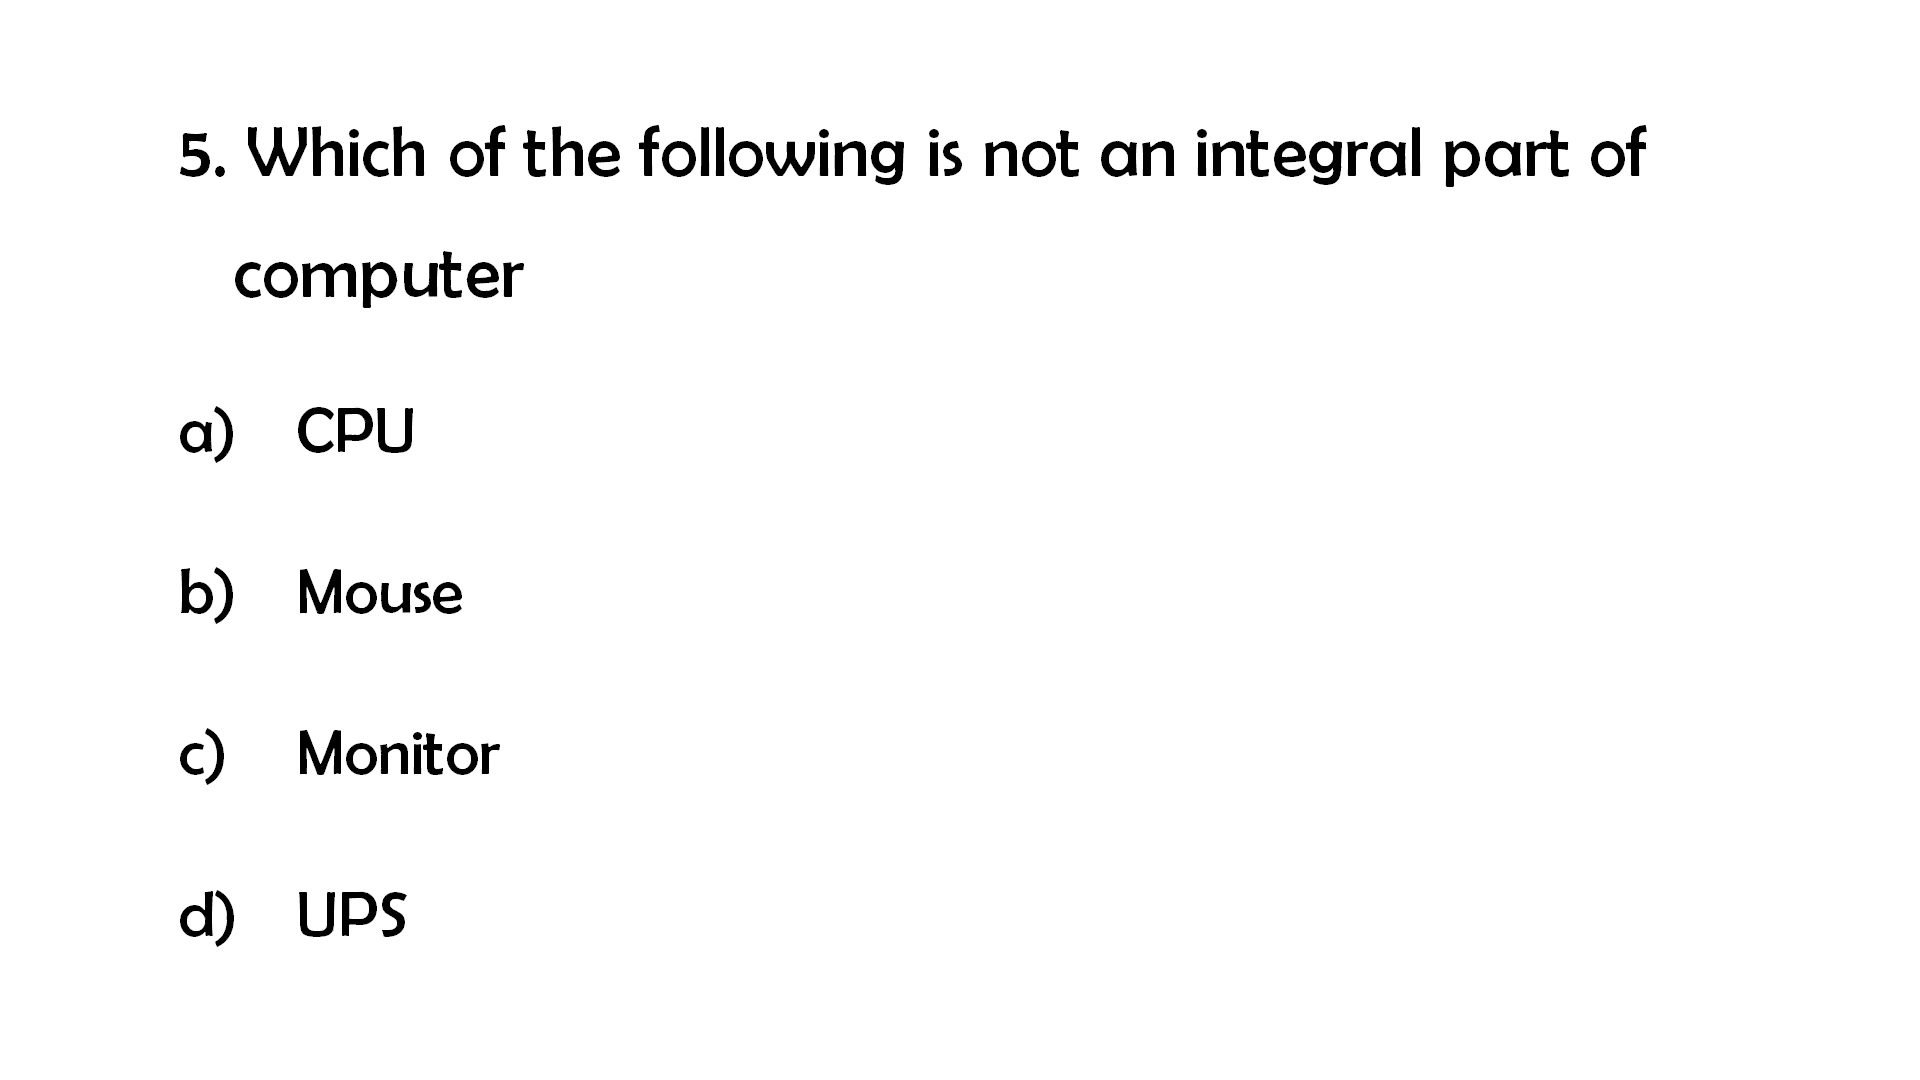 5. Which of the following is not an integral part of
computer
a) CPU
b) Mouse
c) Monitor
d) UPS